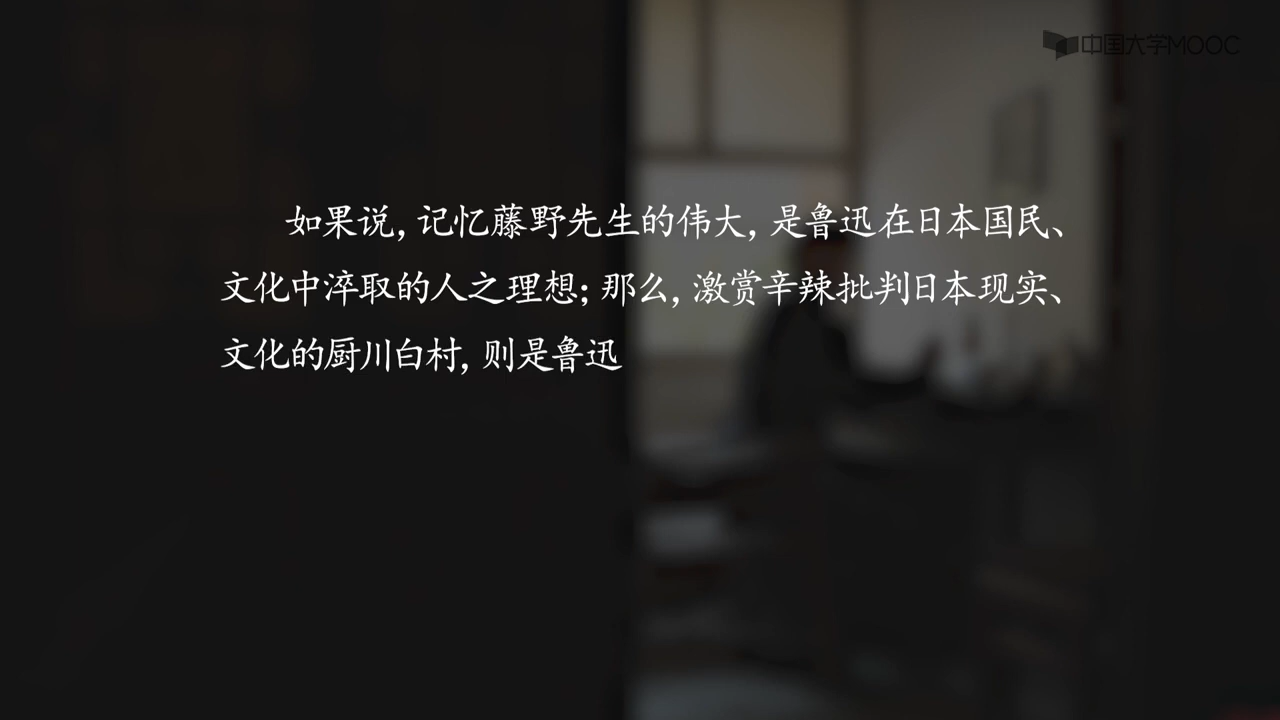 中国大学MOOC
如果说,记忆藤野先生的伟大,是鲁迅在日本国民、
文化中淬取的人之理想;那么,激赏辛辣批判日本现实、
文化的厨川白村,则是鲁迅